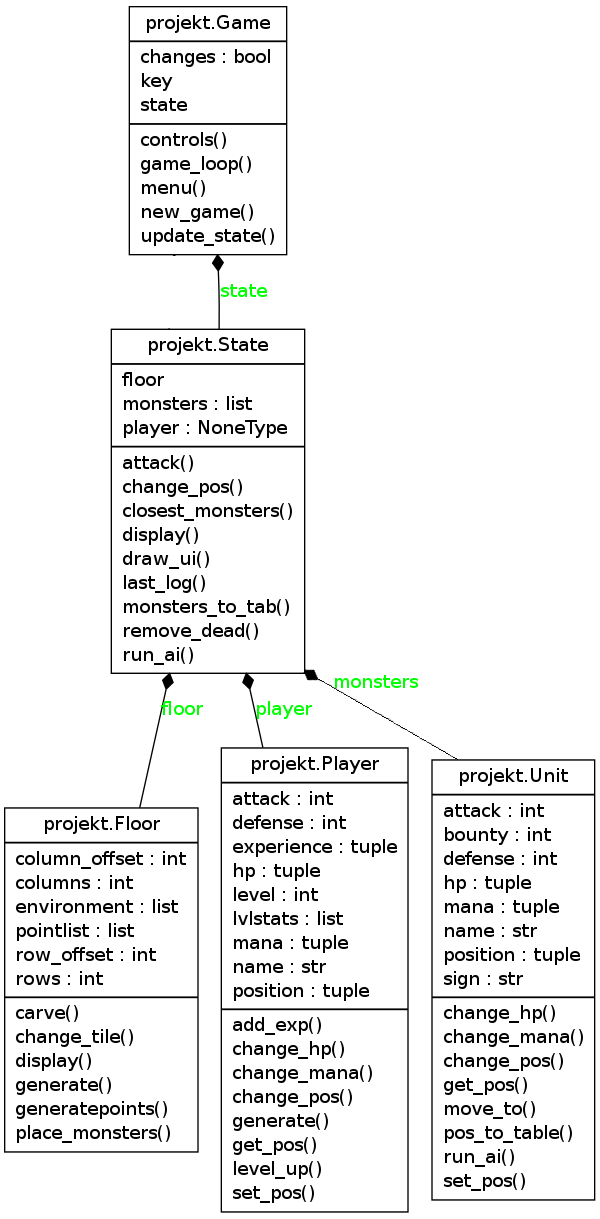 projekt.Game
changes : bool
key
state
controls()
game_loop()
menu()
new_game()
update_state()
state
projekt.State
floor
monsters : list
player : NoneType
attack()
change_pos()
closest_monsters()
display()
draw_ui()
last_log()
monsters_to_tab()
remove_dead()
run_ai()
floor
player
monsters
projekt.Floor
column_offset : int
columns : int
environment : list
pointlist : list
row_offset : int
rows : int
carve()
change_tile()
display()
generate()
generatepoints()
place_monsters()
projekt.Player
attack : int
defense : int
experience : tuple
hp : tuple
level : int
lvlstats : list
mana : tuple
name : str
position : tuple
add_exp()
change_hp()
change_mana()
change_pos()
generate()
get_pos()
level_up()
set_pos()
projekt.Unit
attack : int
bounty : int
defense : int
hp : tuple
mana : tuple
name : str
position : tuple
sign : str
change_hp()
change_mana()
change_pos()
get_pos()
move_to()
pos_to_table()
run_ai()
set_pos()